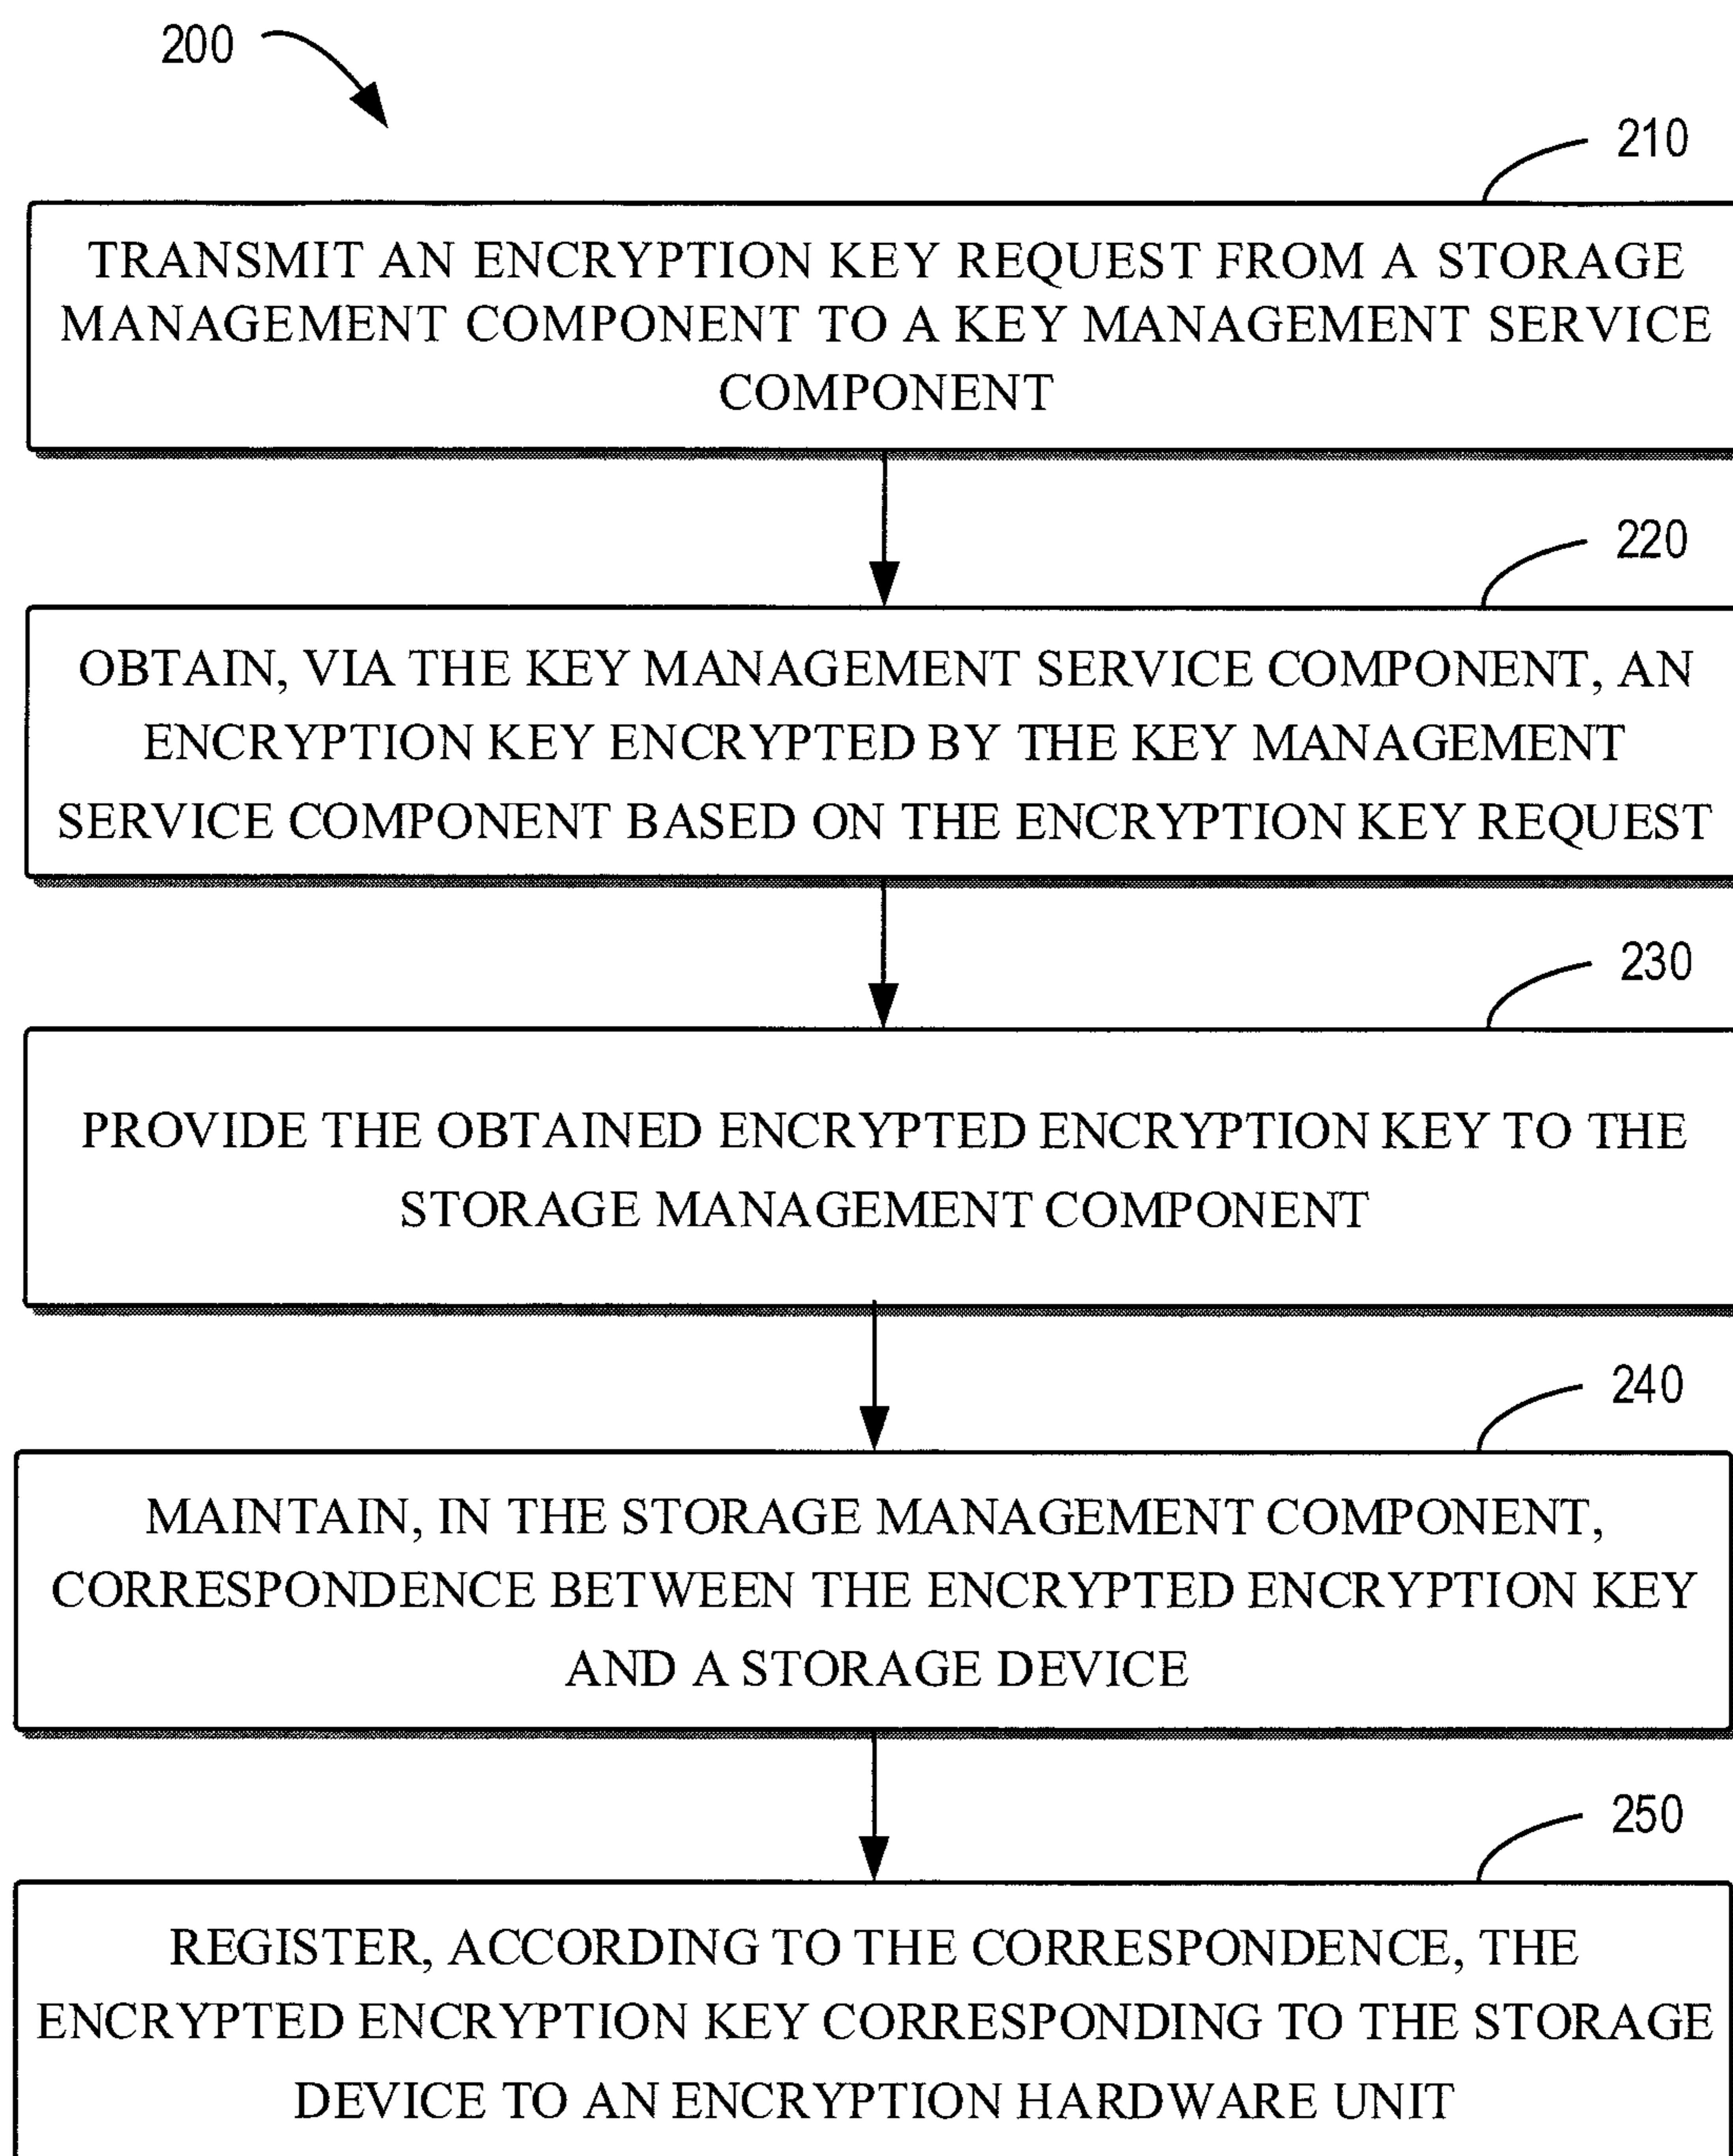 200
210
TRANSMIT AN ENCRYPTION KEY REQUEST FROM A STORAGE
MANAGEMENT COMPONENT TO A KEY MANAGEMENT SERVICE
COMPONENT
220
OBTAIN, VIA THE KEY MANAGEMENT SERVICE COMPONENT, AN
ENCRYPTION KEY ENCRYPTED BY THE KEY MANAGEMENT
SERVICE COMPONENT BASED ON THE ENCRYPTION KEY REQUEST
230
PROVIDE THE OBTAINED ENCRYPTED ENCRYPTION KEY TO THE
STORAGE MANAGEMENT COMPONENT
240
MAINTAIN, IN THE STORAGE MANAGEMENT COMPONENT,
CORRESPONDENCE BETWEEN THE ENCRYPTED ENCRYPTION KEY
AND A STORAGE DEVICE
250
REGISTER, ACCORDING TO THE CORRESPONDENCE, THE
ENCRYPTED ENCRYPTION KEY CORRESPONDING TO THE STORAGE
DEVICE TO AN ENCRYPTION HARDWARE UNIT